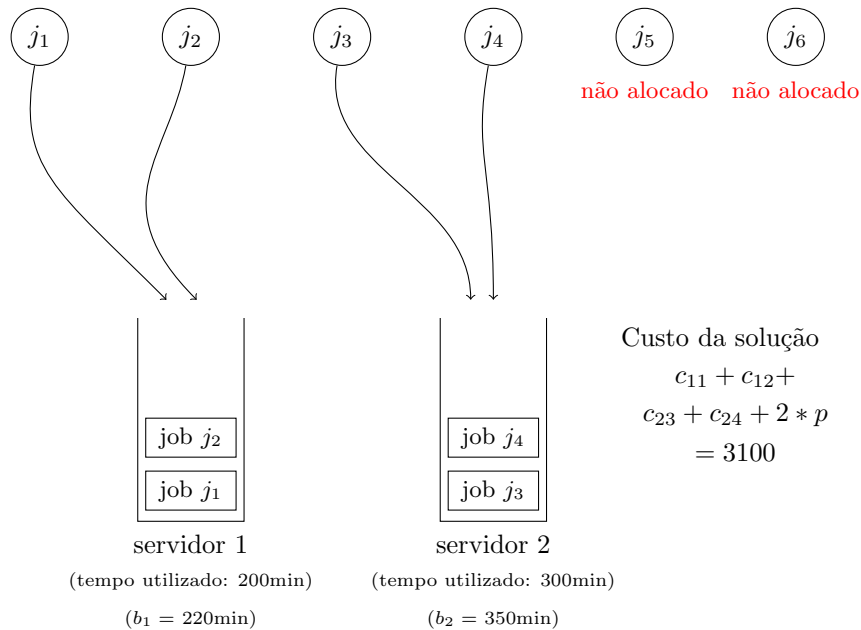 j₁ j₂ j₃ j₄ j₅ j₆
não alocado não alocado
Custo da solução
c₁₁ + c₁₂+
c₂₃ + c₂₄ + 2 * p
= 3100
job j₂ job j₄
job j₁ job j₃
servidor 1 servidor 2
(tempo utilizado: 200min) (tempo utilizado: 300min)
(b₁ = 220min) (b₂ = 350min)